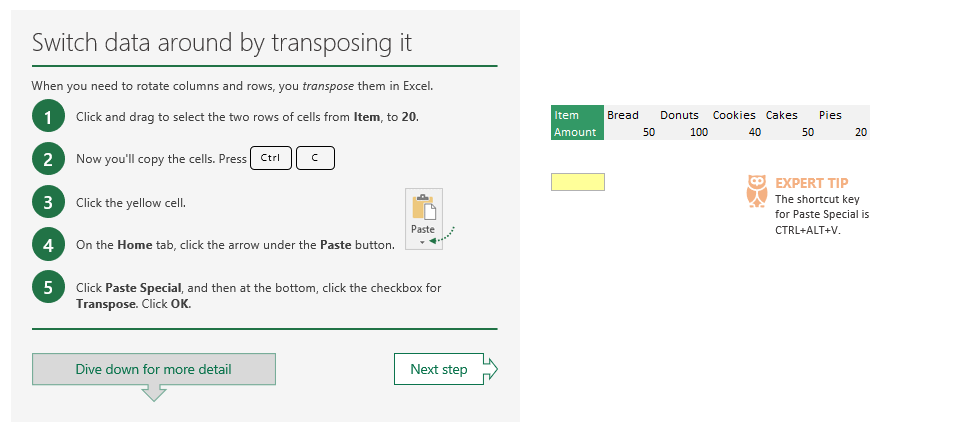 Switch data around by transposing it
When you need to rotate columns and rows, you transpose them in Excel.
1 Click and drag to select the two rows of cells from Item, to 20.
2 Now you'll copy the cells. Press Ctrl C
3 Click the yellow cell.
4 On the Home tab, click the arrow under the Paste button.
Paste
5 Click Paste Special, and then at the bottom, click the checkbox for
Transpose. Click OK.
Dive down for more detail
Next step
Item Bread Donuts Cookies Cakes Pies
Amount 50 100 40 50 20
EXPERT TIP
The shortcut key
for Paste Special is
CTRL+ALT+V.